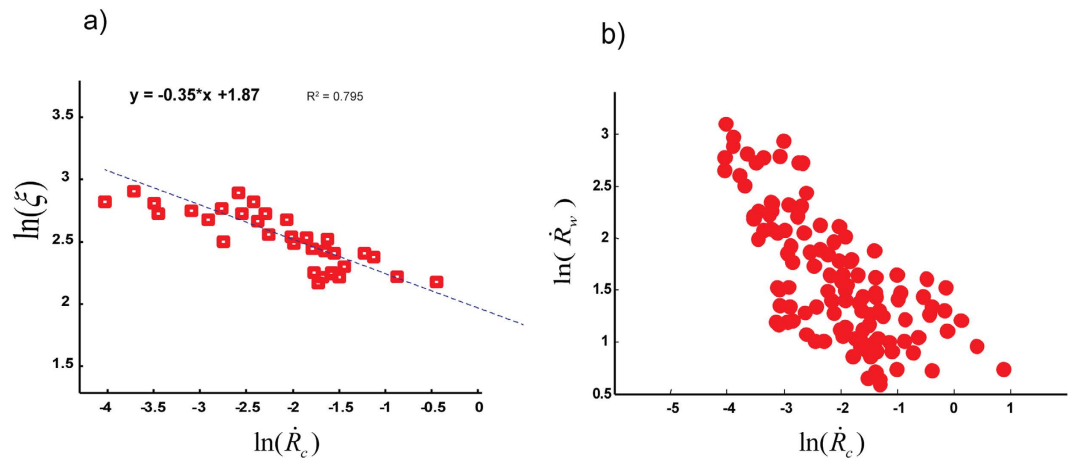 a)
y = -0.35*x +1.87 R² = 0.795
3.5
3
2.5
2
1.5
ln(ξ)
-4 -3.5 -3 -2.5 -2 -1.5 -1 -0.5 0
ln(Ṙc)
b)
3
2.5
2
1.5
1
0.5
ln(Ṙw)
-5 -4 -3 -2 -1 0 1
ln(Ṙc)